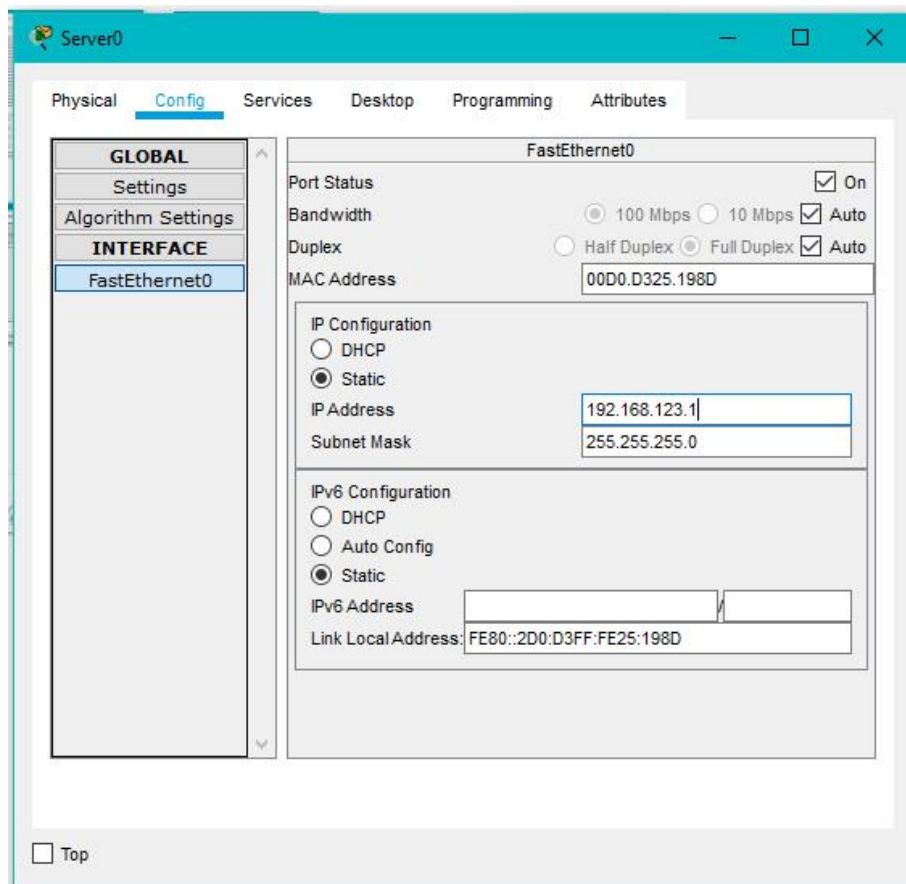 Server0
Physical Config Services Desktop Programming Attributes
GLOBAL
Settings
Algorithm Settings
INTERFACE
FastEthernet0
FastEthernet0
Port Status On
Bandwidth 100 Mbps 10 Mbps Auto
Duplex Half Duplex Full Duplex Auto
MAC Address 00D0.D325.198D
IP Configuration
DHCP
Static
IP Address 192.168.123.1
Subnet Mask 255.255.255.0
IPv6 Configuration
DHCP
Auto Config
Static
IPv6 Address /
Link Local Address: FE80::2D0:D3FF:FE25:198D
Top